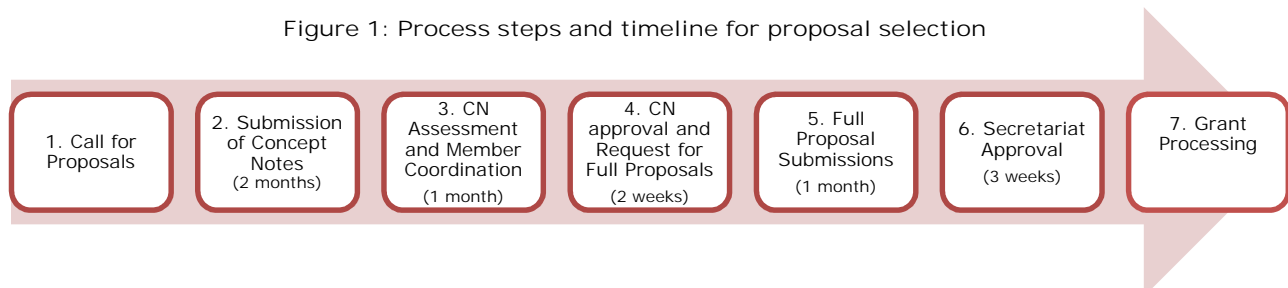 Figure 1: Process steps and timeline for proposal selection
1. Call for
Proposals
2. Submission
of Concept
Notes
(2 months)
3. CN
Assessment
and Member
Coordination
(1 month)
4. CN
approval and
Request for
Full Proposals
(2 weeks)
5. Full
Proposal
Submissions
(1 month)
6. Secretariat
Approval
(3 weeks)
7. Grant
Processing